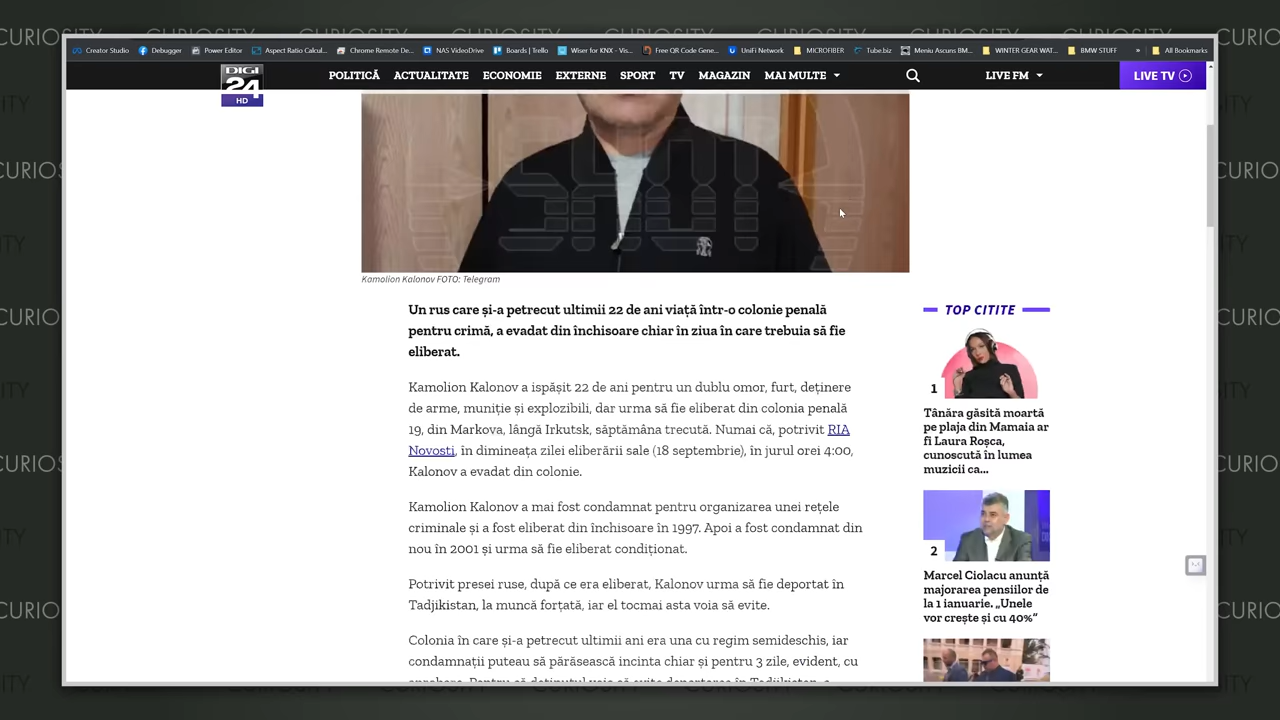 CURIOSITY
Creator Studio
Debugger
Power Editor
Aspect Ratio Calcul...
Chrome Remote De...
NAS VideoDrive
Boards | Trello
Wiser for KNX - Vis...
Free QR Code Gene...
UniFi Network
MICROFIBER
Tube.biz
Meniu Ascuns BM...
WINTER GEAR WAT...
BMW STUFF
»
All Bookmarks
DIGI
24
HD
POLITICĂ
ACTUALITATE
ECONOMIE
EXTERNE
SPORT
TV
MAGAZIN
MAI MULTE
LIVE FM
LIVE TV
Kamolion Kalonov FOTO: Telegram
Un rus care și-a petrecut ultimii 22 de ani viață într-o colonie penală
pentru crimă, a evadat din închisoare chiar în ziua în care trebuia să fie
eliberat.
Kamolion Kalonov a ispășit 22 de ani pentru un dublu omor, furt, deținere
de arme, muniție și explozibili, dar urma să fie eliberat din colonia penală
19, din Markova, lângă Irkutsk, săptămâna trecută. Numai că, potrivit RIA
Novosti, în dimineața zilei eliberării sale (18 septembrie), în jurul orei 4:00,
Kalonov a evadat din colonie.
Kamolion Kalonov a mai fost condamnat pentru organizarea unei rețele
criminale și a fost eliberat din închisoare în 1997. Apoi a fost condamnat din
nou în 2001 și urma să fie eliberat condiționat.
Potrivit presei ruse, după ce era eliberat, Kalonov urma să fie deportat în
Tadjikistan, la muncă forțată, iar el tocmai asta voia să evite.
Colonia în care și-a petrecut ultimii ani era una cu regim semideschis, iar
condamnații puteau să părăsească incinta chiar și pentru 3 zile, evident, cu
TOP CITITE
1
Tânăra găsită moartă
pe plaja din Mamaia ar
fi Laura Roșca,
cunoscută în lumea
muzicii ca...
2
Marcel Ciolacu anunță
majorarea pensiilor de
la 1 ianuarie. „Unele
vor crește și cu 40%”